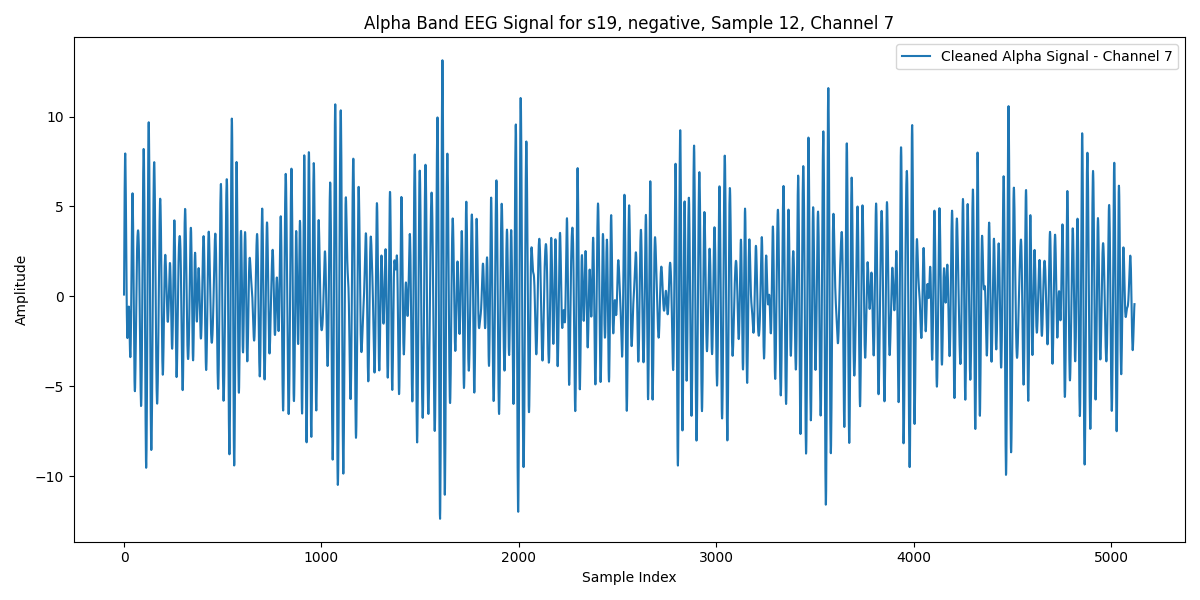 Alpha Band EEG Signal for s19, negative, Sample 12, Channel 7
Cleaned Alpha Signal - Channel 7
Amplitude
10
5
0
−5
−10
0 1000 2000 3000 4000 5000
Sample Index